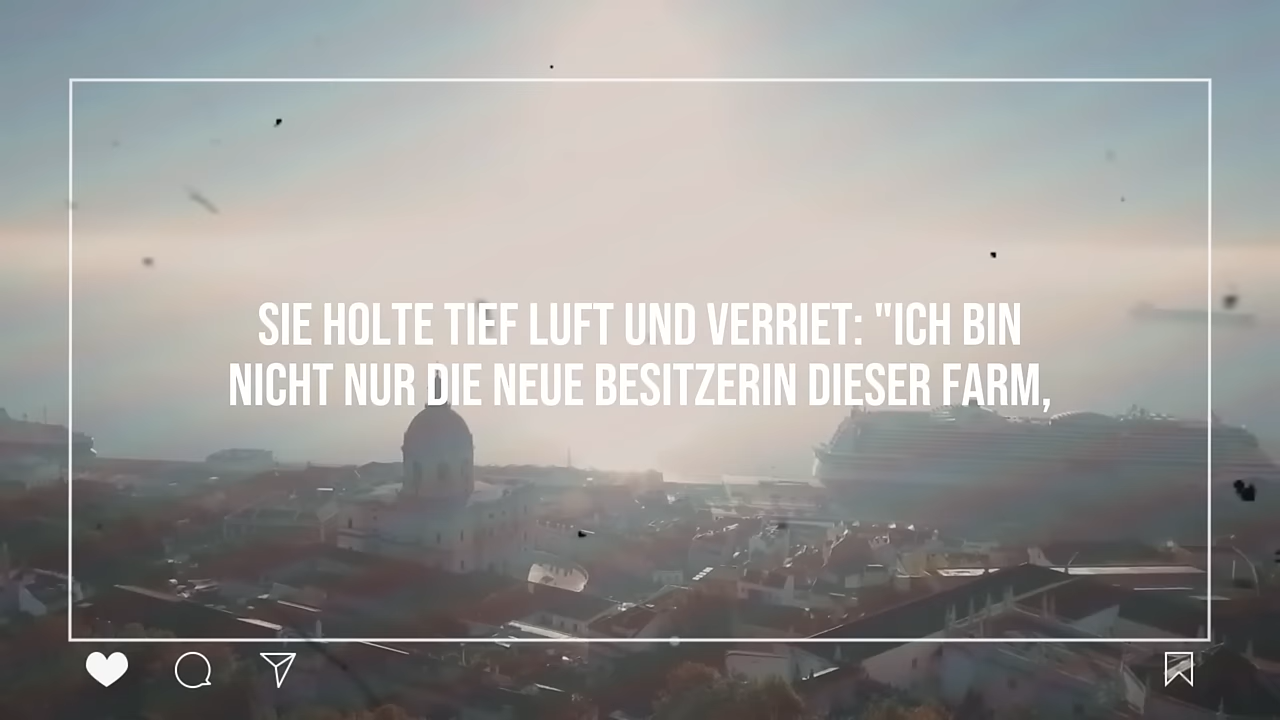 SIE HOLTE TIEF LUFT UND VERRIET: "ICH BIN
NICHT NUR DIE NEUE BESITZERIN DIESER FARM,